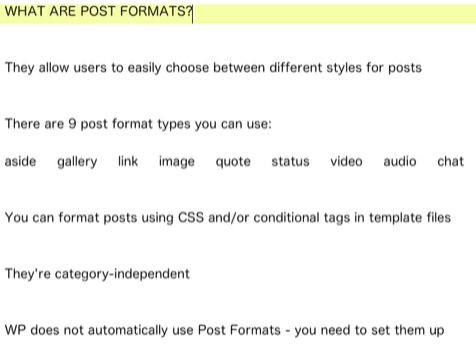 WHAT ARE POST FORMATS?
They allow users to easily choose between different styles for posts
There are 9 post format types you can use:
aside gallery link image quote status video audio chat
You can format posts using CSS and/or conditional tags in template files
They're category-independent
WP does not automatically use Post Formats - you need to set them up